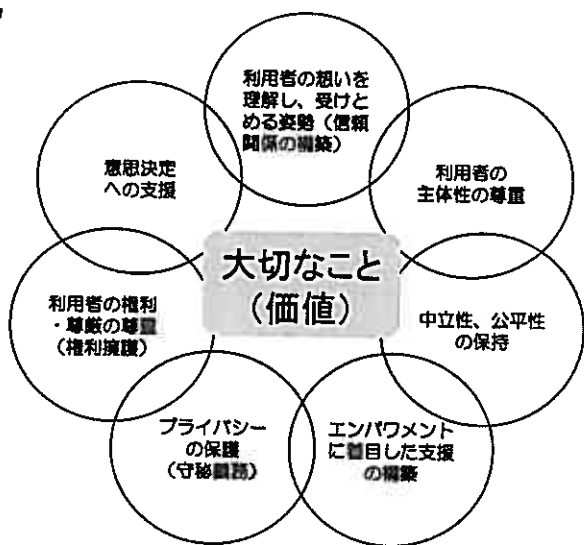 利用者の想いを
理解し、受けと
める姿勢（信頼
関係の構築）
利用者の
主体性の尊重
中立性、公平性
の保持
エンパワメント
に着目した支援
の構築
プライバシー
の保護
（守秘義務）
利用者の権利
・尊厳の尊重
（権利擁護）
意思決定
への支援
大切なこと
（価値）